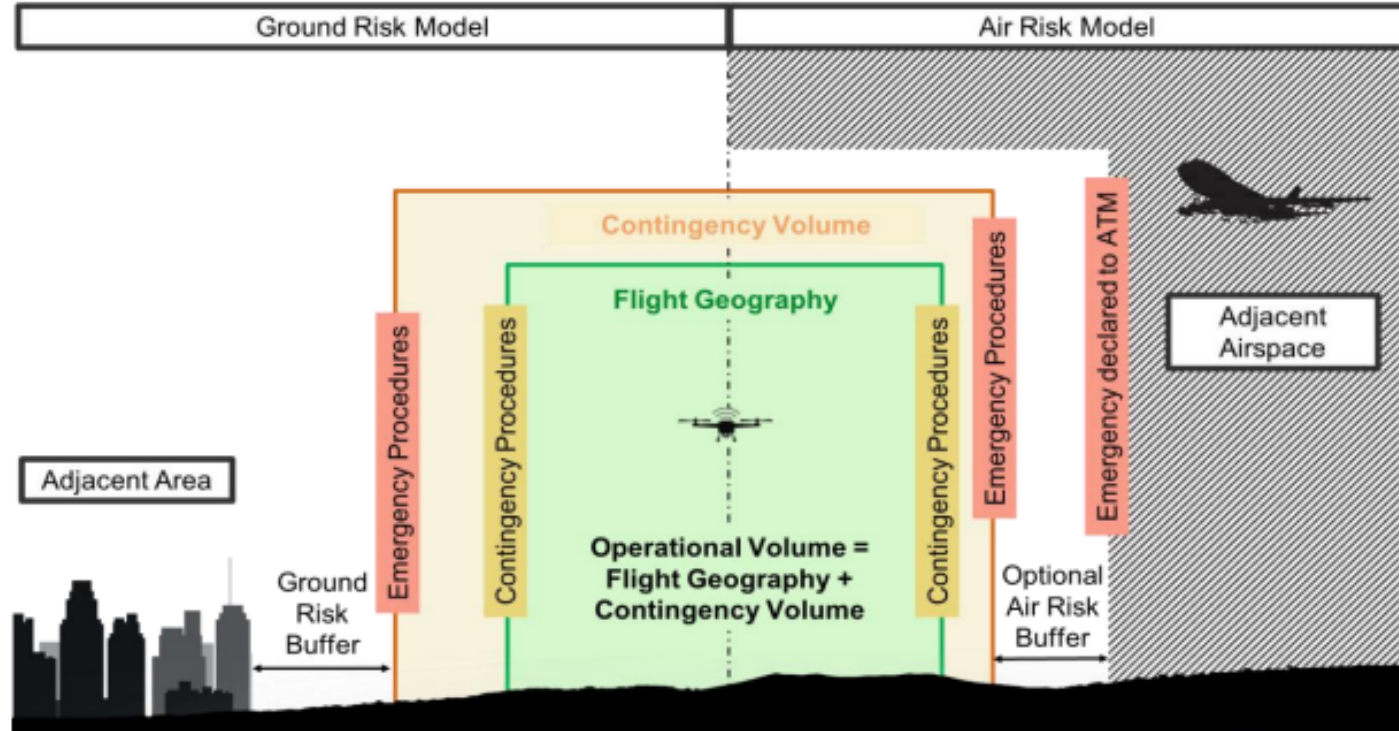 Ground Risk Model
Air Risk Model
Contingency Volume
Flight Geography
Emergency Procedures
Contingency Procedures
Contingency Procedures
Emergency Procedures
Emergency declared to ATM
Adjacent
Airspace
Adjacent Area
Operational Volume =
Flight Geography +
Contingency Volume
Ground
Risk
Buffer
Optional
Air Risk
Buffer